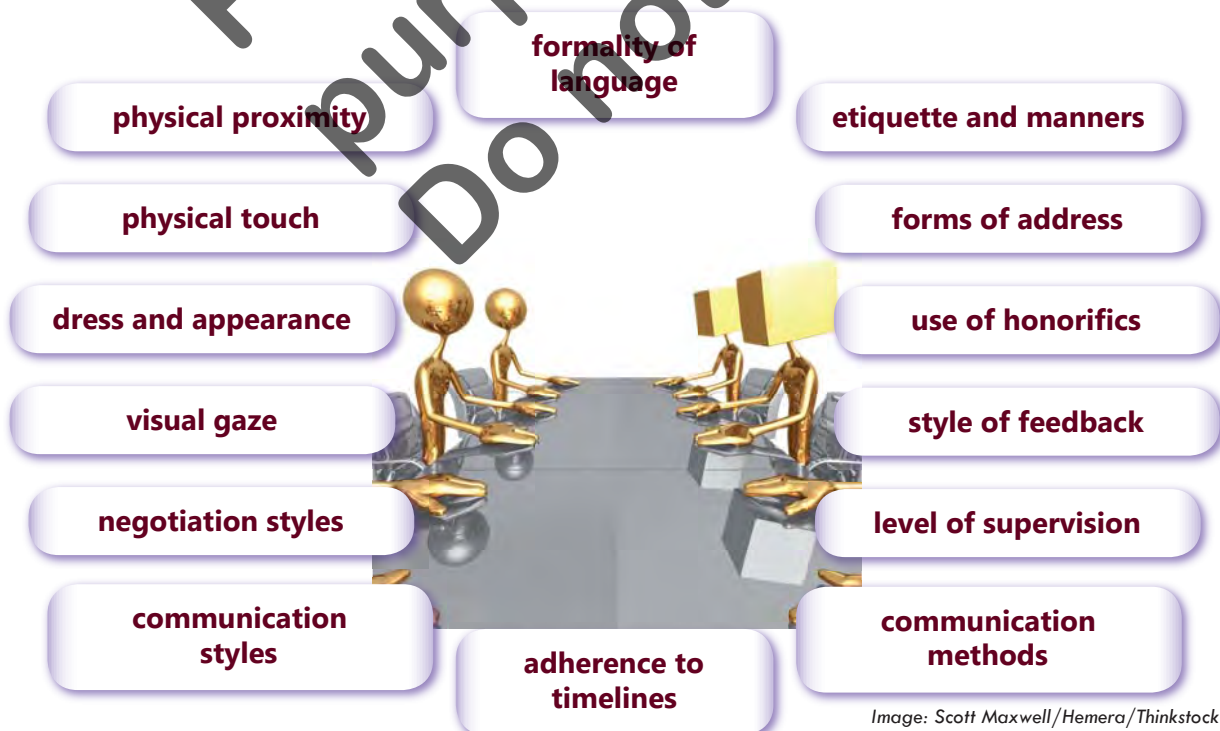 formality of
language
physical proximity
etiquette and manners
physical touch
forms of address
dress and appearance
use of honorifics
visual gaze
style of feedback
negotiation styles
level of supervision
communication
styles
communication
methods
adherence to
timelines
Image: Scott Maxwell/Hemera/Thinkstock
Do no